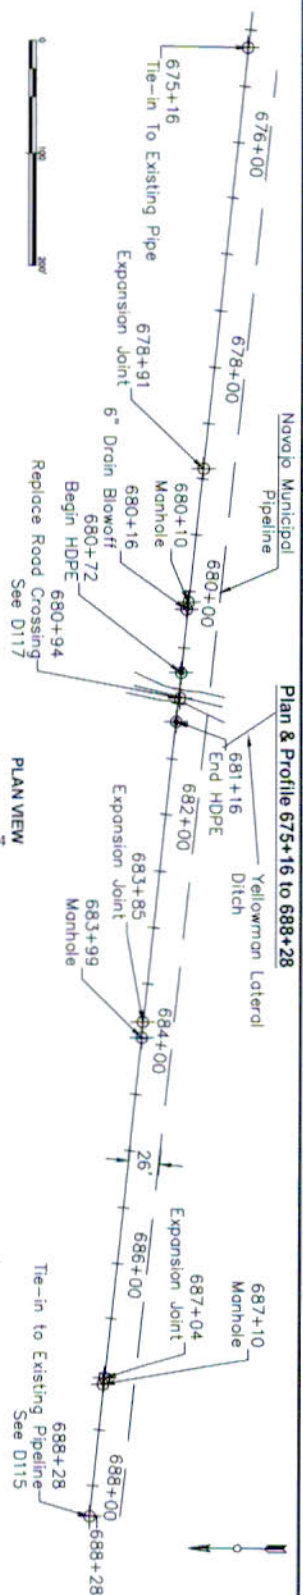 Plan & Profile 675+16 to 688+28
Navajo Municipal
Pipeline
Yellowman Lateral
Ditch
676+00
678+00
680+00
682+00
684+00
686+00
688+00
675+16
Tie-in To Existing Pipe
678+91
Expansion Joint
680+10
Manhole
680+16
6" Drain Blowoff
680+72
Begin HDPE
680+94
Replace Road Crossing
See D117
681+16
End HDPE
683+85
Expansion Joint
683+99
Manhole
26'
687+10
Manhole
687+04
Expansion Joint
688+28
Tie-in to Existing Pipeline
See D115
688+28
0
100
200'
PLAN VIEW